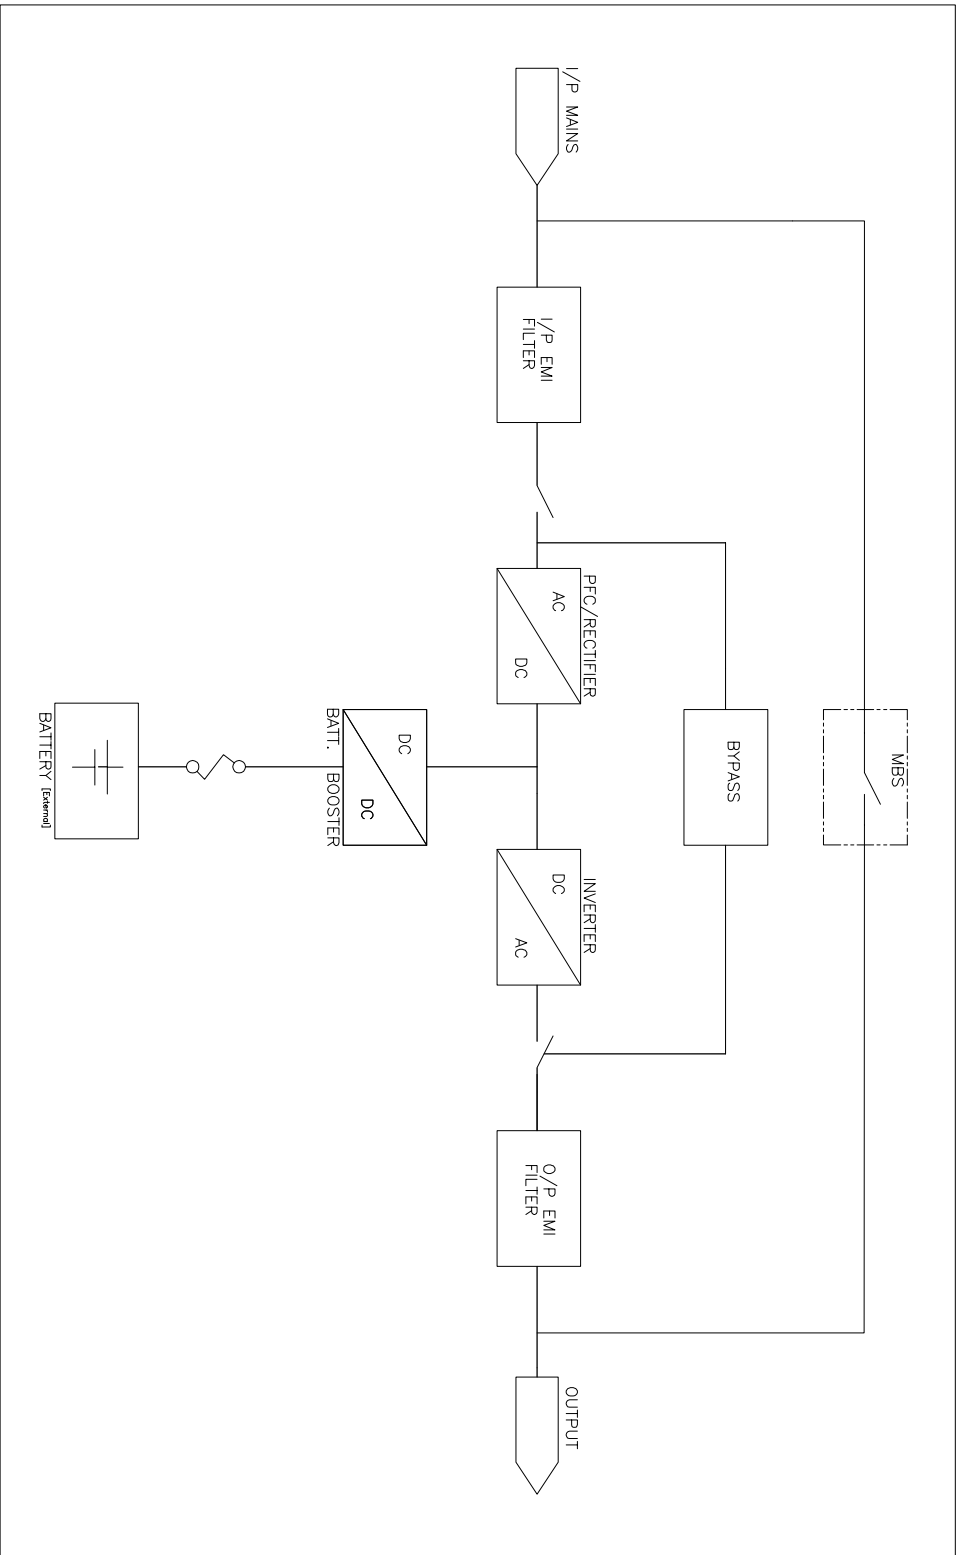 MBS
BYPASS
I/P MAINS
I/P EMI
FILTER
PFC/RECTIFIER
AC
DC
INVERTER
DC
AC
O/P EMI
FILTER
OUTPUT
DC
DC
BATT. BOOSTER
BATTERY [External]